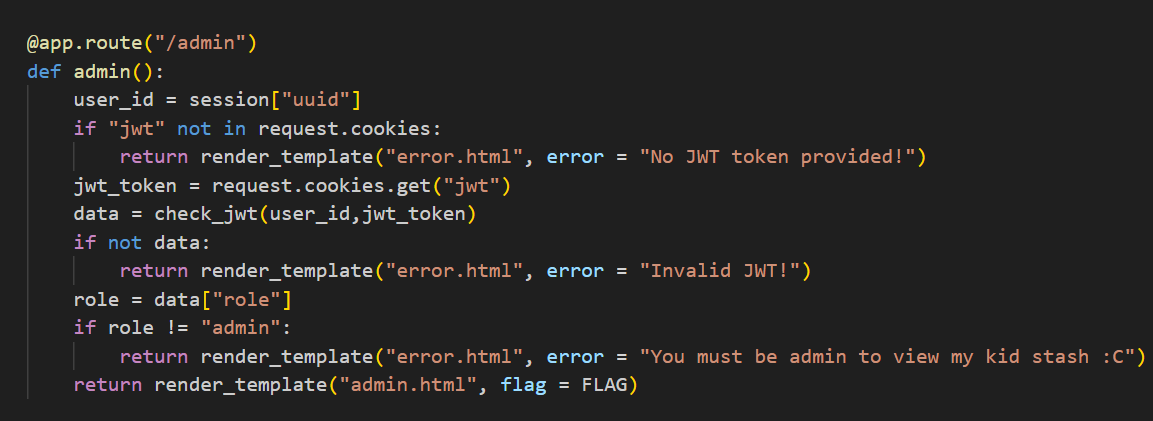 @app.route("/admin")
def admin():
    user_id = session["uuid"]
    if "jwt" not in request.cookies:
        return render_template("error.html", error = "No JWT token provided!")
    jwt_token = request.cookies.get("jwt")
    data = check_jwt(user_id,jwt_token)
    if not data:
        return render_template("error.html", error = "Invalid JWT!")
    role = data["role"]
    if role != "admin":
        return render_template("error.html", error = "You must be admin to view my kid stash :C")
    return render_template("admin.html", flag = FLAG)